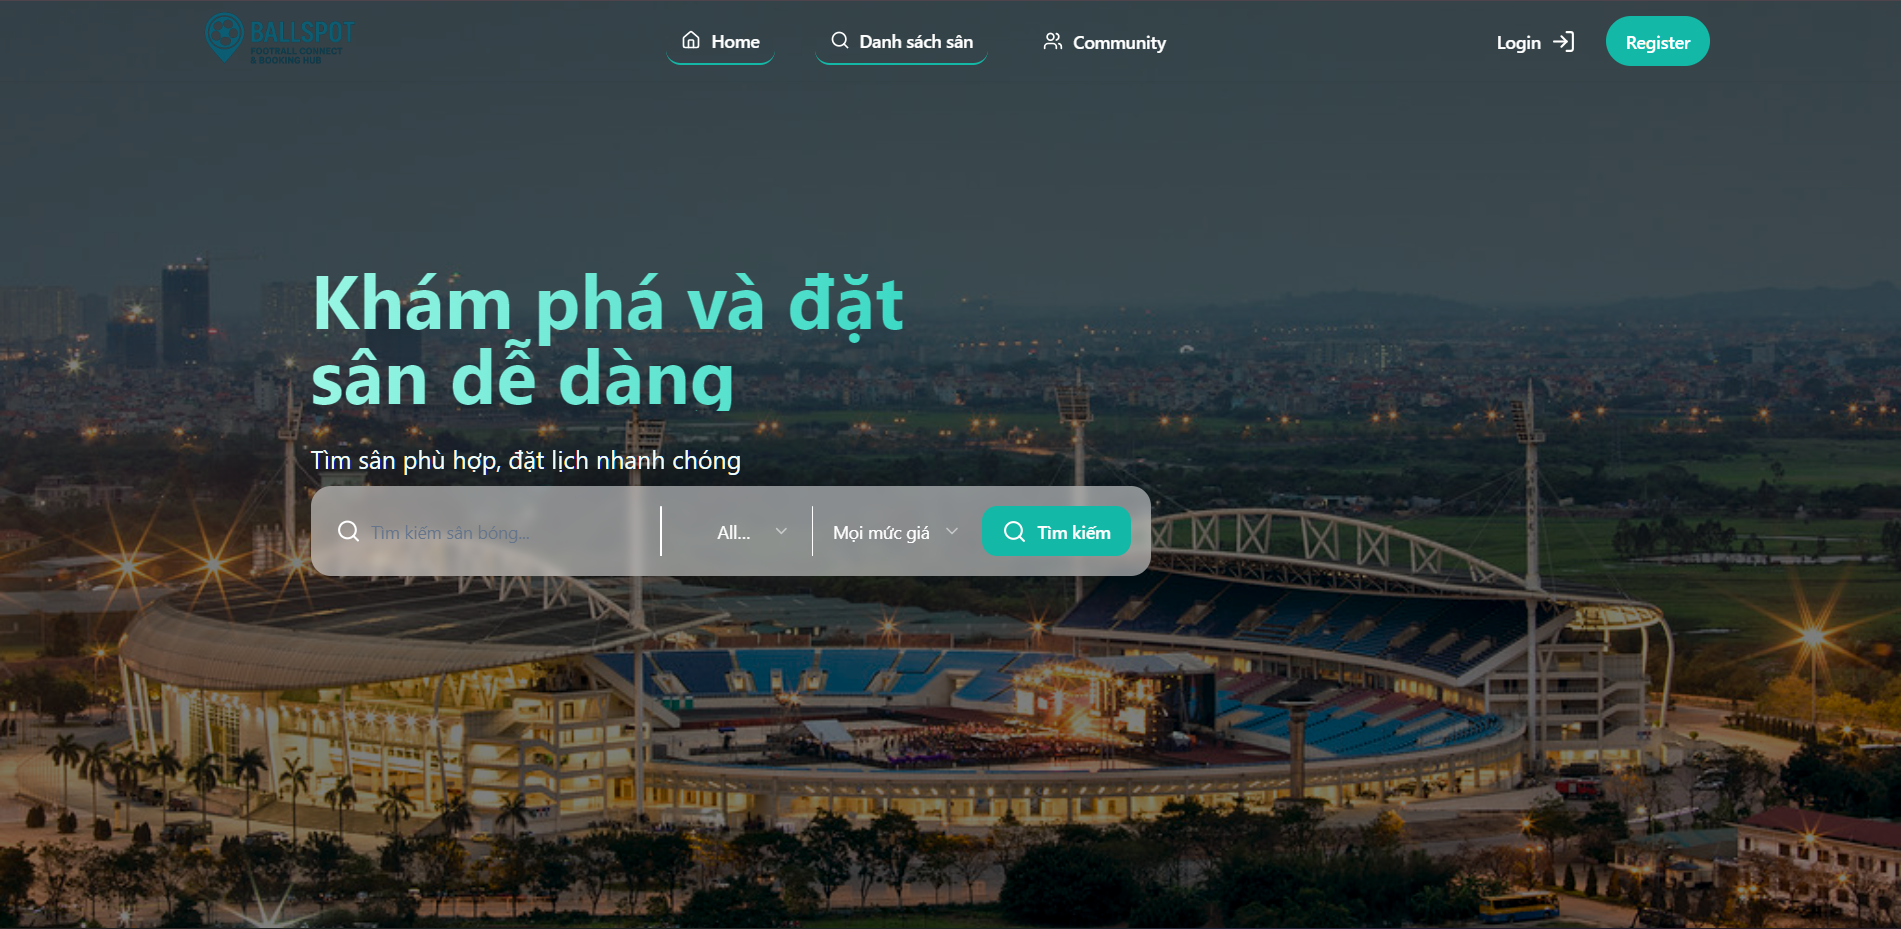 BALLSPOT
FOOTBALL CONNECT
& BOOKING HUB
Home
Danh sách sân
Community
Login
Register
Khám phá và đặt
sân dễ dàng
Tìm sân phù hợp, đặt lịch nhanh chóng
Tìm kiếm sân bóng...
All...
Mọi mức giá
Tìm kiếm